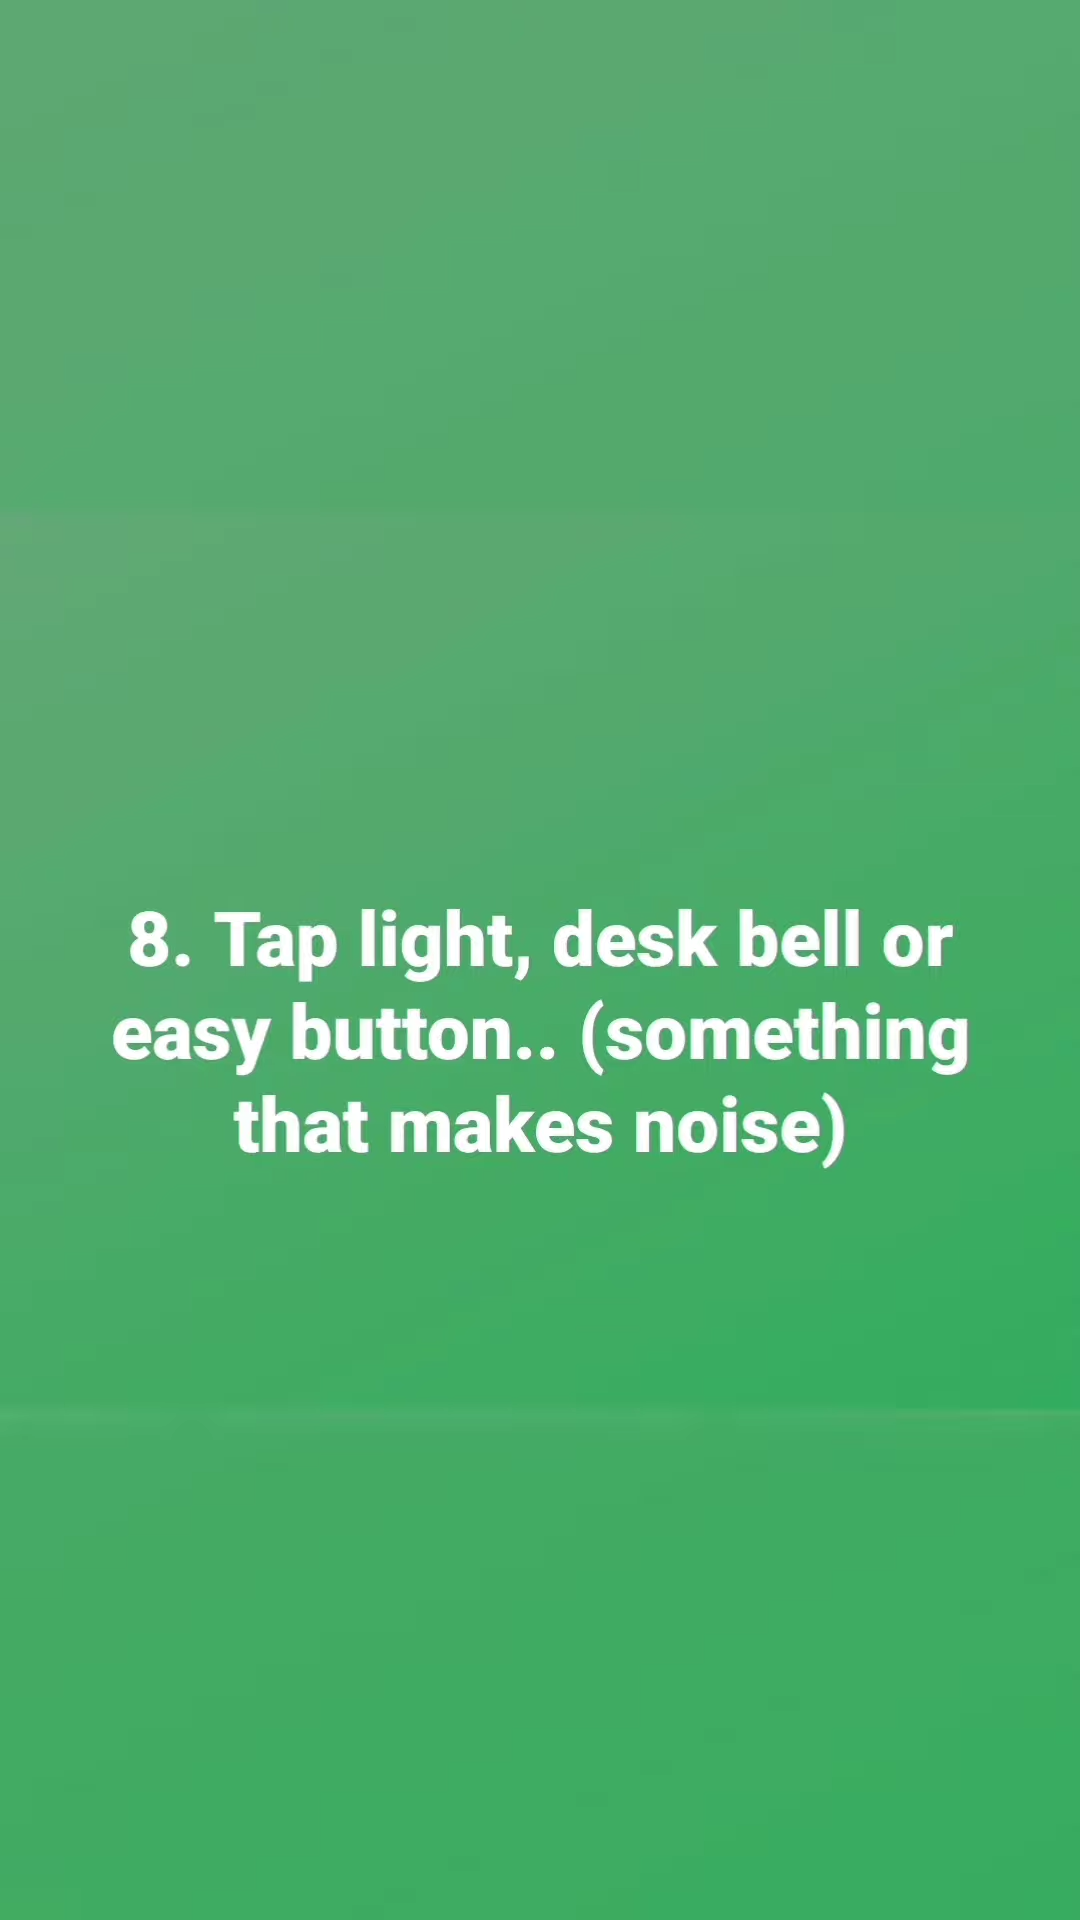 8. Tap light, desk bell or
easy button.. (something
that makes noise)